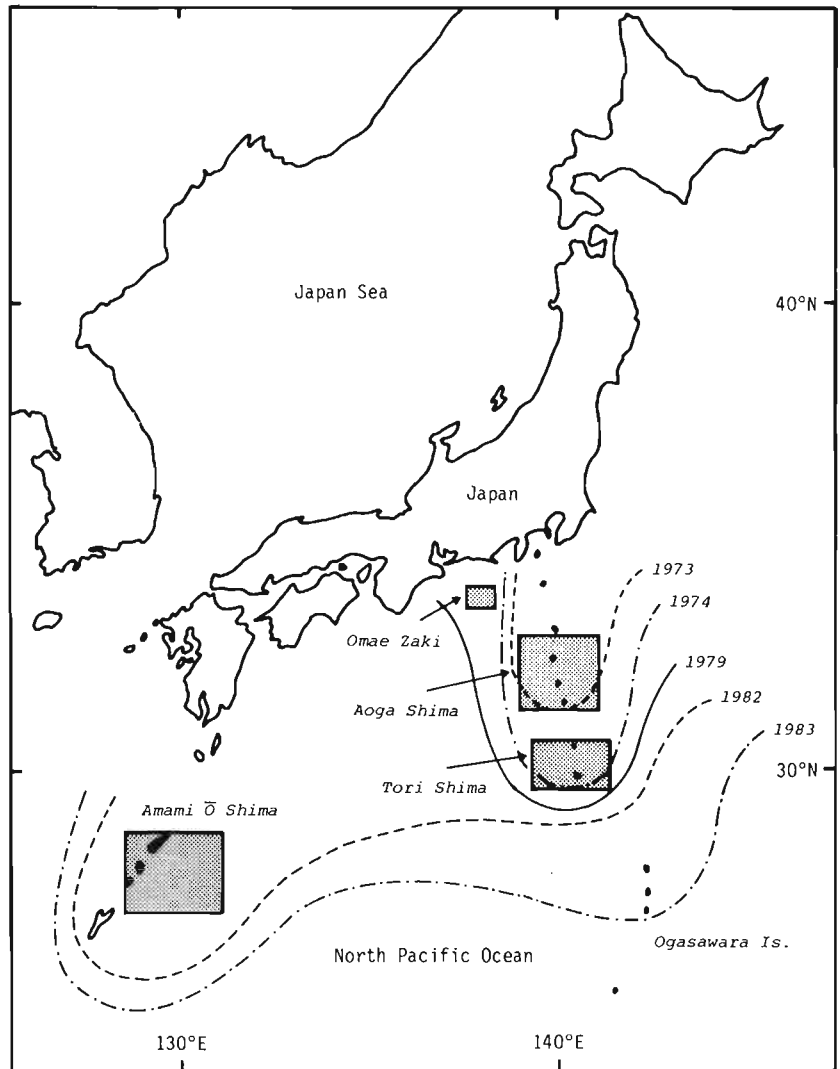 Japan Sea
40°N
Japan
1973
1974
Omae Zaki
1979
1982
Aoga Shima
1983
30°N
Tori Shima
Amami Ō Shima
Ogasawara Is.
North Pacific Ocean
130°E
140°E